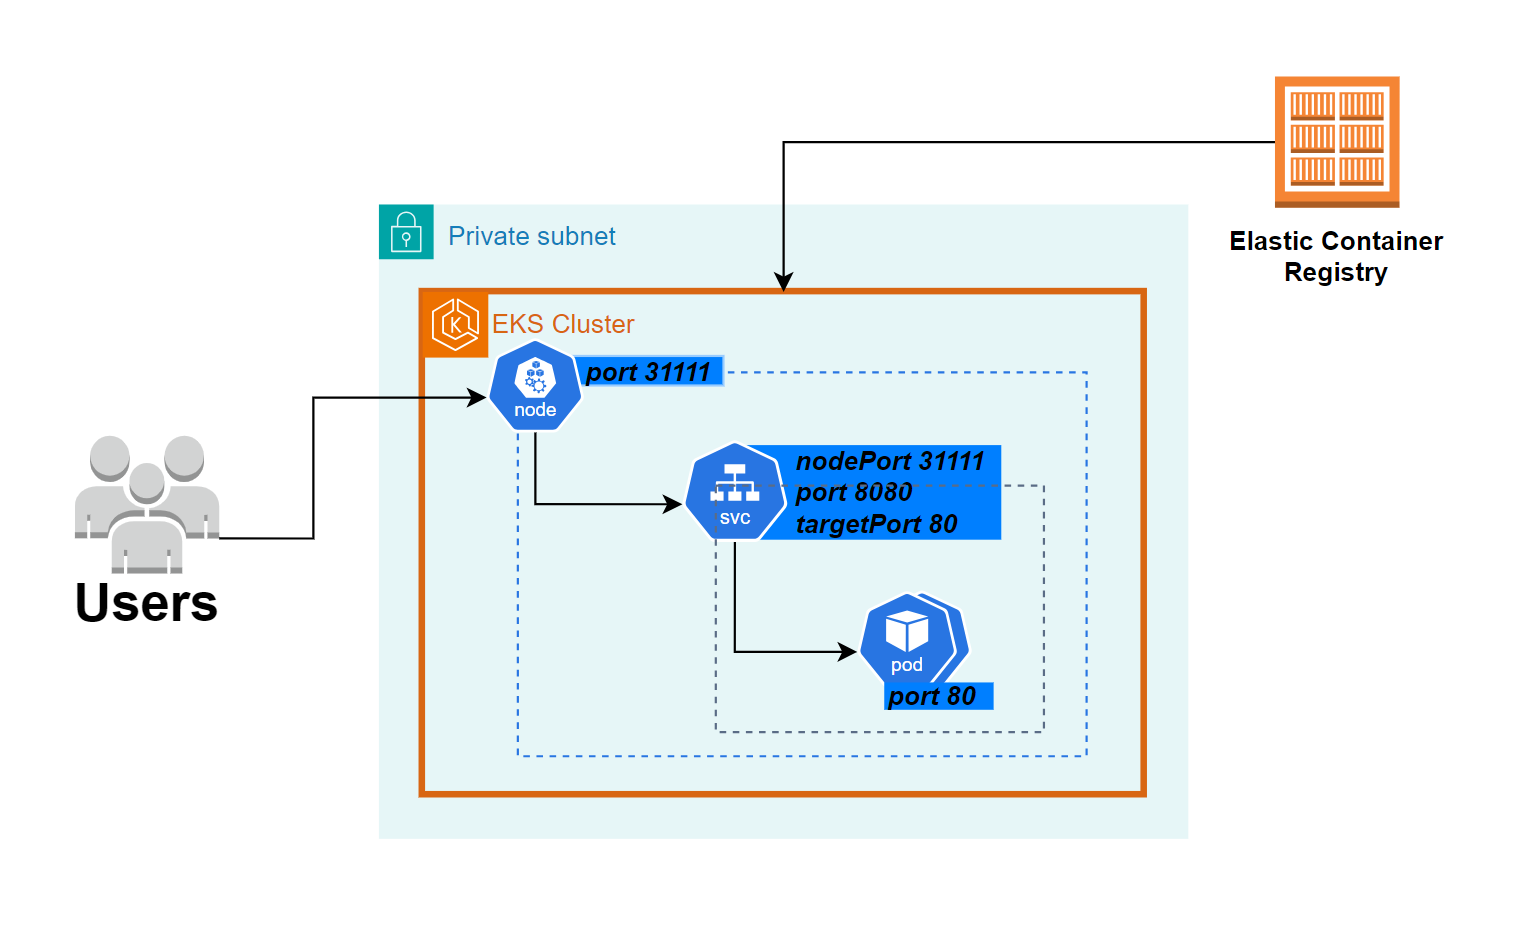 Elastic Container
Registry
Private subnet
K
EKS Cluster
port 31111
node
nodePort 31111
port 8080
targetPort 80
svc
Users
pod
port 80